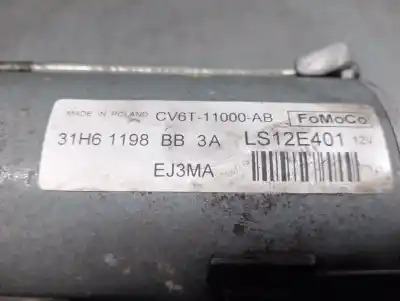 MADE IN POLAND CV6T-11000-AB FoMoCo
31H6 1198 BB 3A LS12E401 12V
EJ3MA